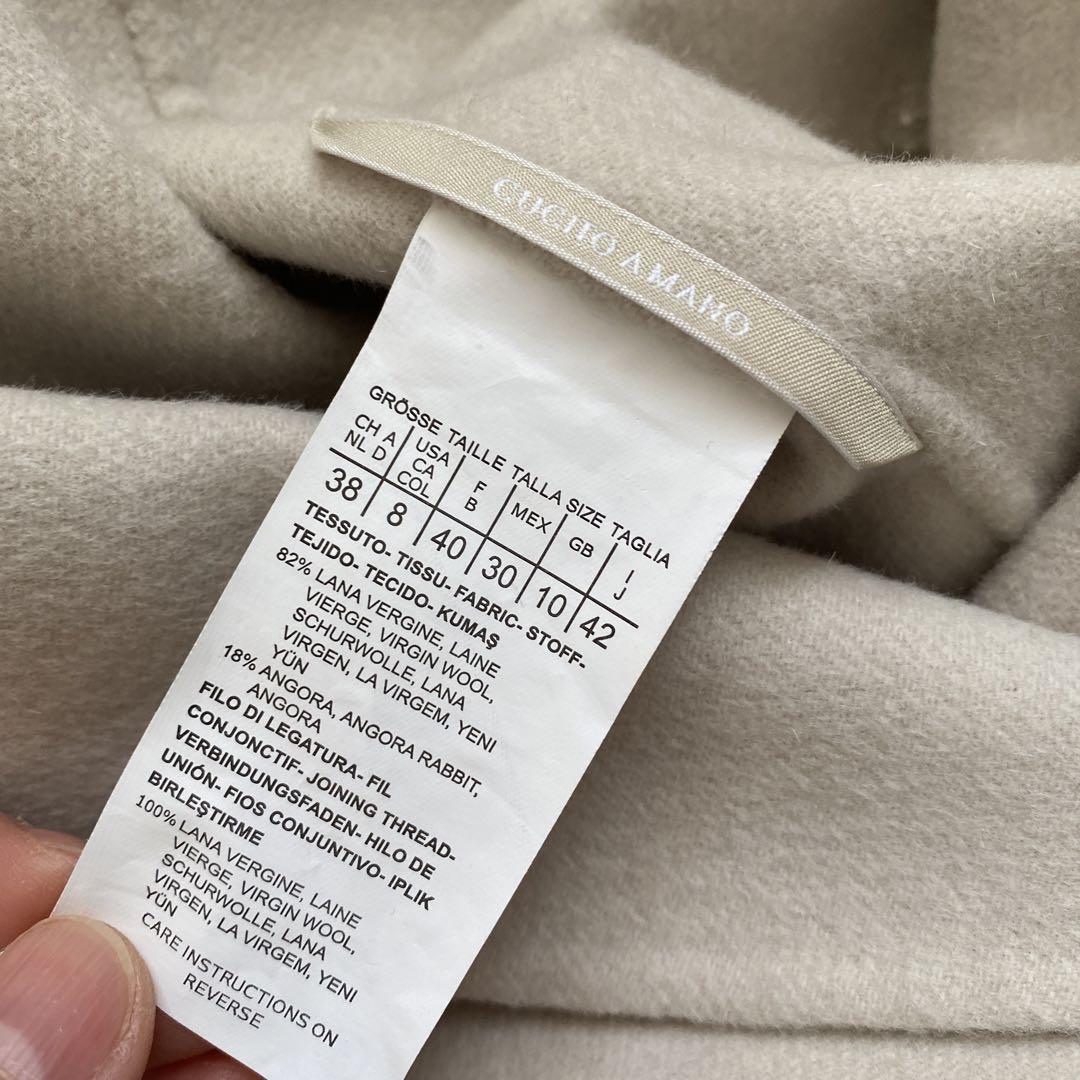 CUCITO A MANO
GRÖSSE TAILLE TALLA SIZE TAGLIA
CH A USA F MEX GB I
NL D CA B J
COL
38 8 40 30 10 42
TESSUTO- TISSU- FABRIC- STOFF-
TEJIDO- TECIDO- KUMAŞ
82% LANA VERGINE, LAINE
VIERGE, VIRGIN WOOL,
SCHURWOLLE, LANA
VIRGEN, LA VIRGEM, YENI
YÜN
18% ANGORA, ANGORA RABBIT,
ANGORA
FILO DI LEGATURA- FIL
CONJONCTIF- JOINING THREAD-
VERBINDUNGSFADEN- HILO DE
UNIÓN- FIOS CONJUNTIVO- IPLIK
BIRLEŞTIRME
100% LANA VERGINE, LAINE
VIERGE, VIRGIN WOOL,
SCHURWOLLE, LANA
VIRGEN, LA VIRGEM, YENI
YÜN
CARE INSTRUCTIONS ON
REVERSE